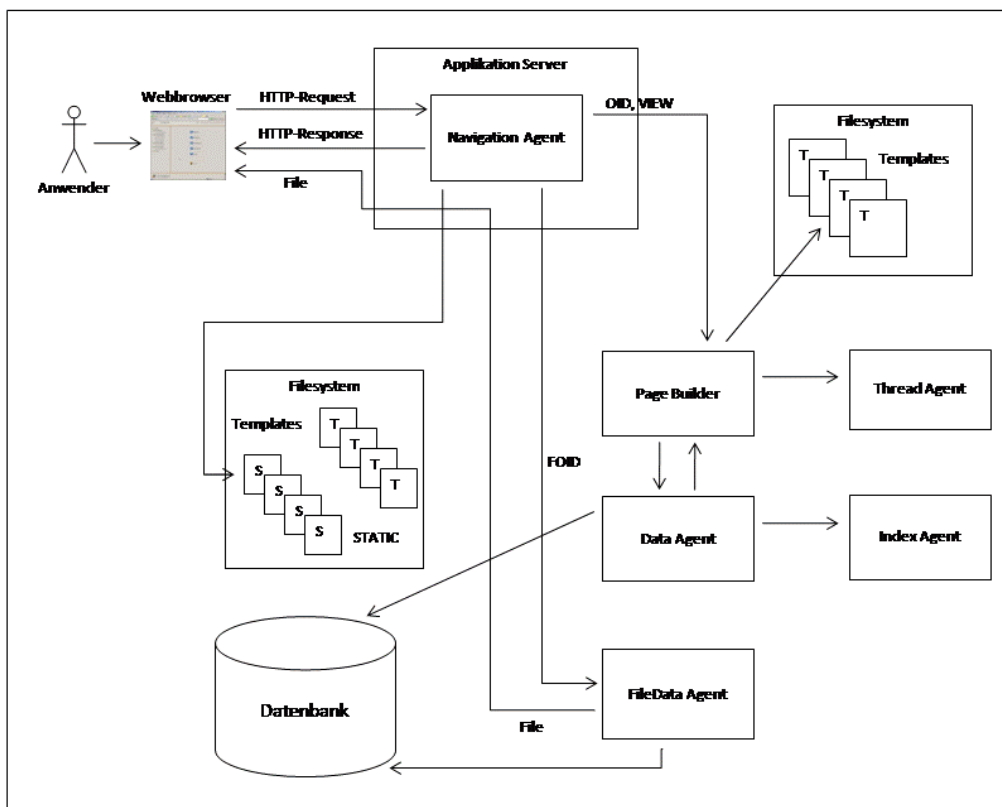 Applikation Server
Webbrowser
HTTP-Request
OID, VIEW
Navigation Agent
HTTP-Response
Anwender
File
Filesystem
Templates
T
T
T
T
Filesystem
Templates
T
T
T
T
S
S
S
S
STATIC
Page Builder
Thread Agent
FOID
Data Agent
Index Agent
Datenbank
FileData Agent
File